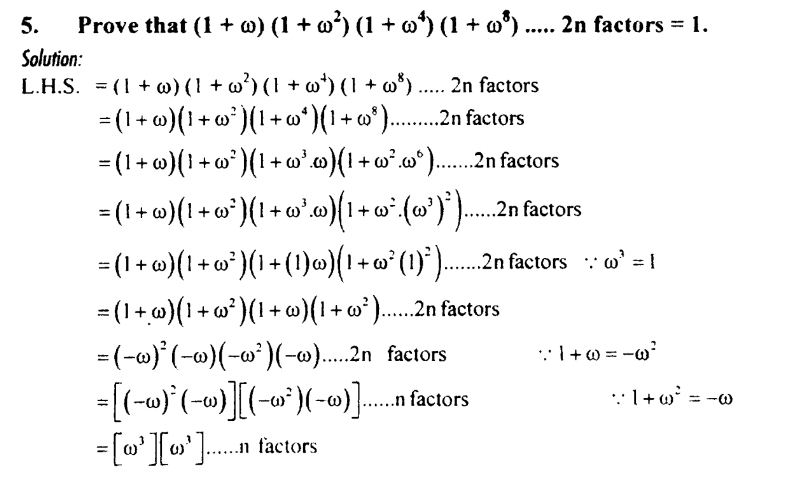 5. Prove that (1 + ω) (1 + ω²) (1 + ω⁴) (1 + ω⁸) ..... 2n factors = 1.
Solution:
L.H.S. = (1 + ω) (1 + ω²) (1 + ω⁴) (1 + ω⁸) ..... 2n factors
= (1 + ω)(1 + ω²)(1 + ω⁴)(1 + ω⁸).........2n factors
= (1 + ω)(1 + ω²)(1 + ω³.ω)(1 + ω².ω⁶).......2n factors
= (1 + ω)(1 + ω²)(1 + ω³.ω)(1 + ω².(ω³)²)......2n factors
= (1 + ω)(1 + ω²)(1 + (1)ω)(1 + ω²(1)²).......2n factors ∵ ω³ = 1
= (1 + ω)(1 + ω²)(1 + ω)(1 + ω²)......2n factors
= (−ω)² (−ω)(−ω²)(−ω).....2n factors ∵ 1 + ω = −ω²
= [(−ω)² (−ω)][(−ω²)(−ω)]......n factors ∵ 1 + ω² = −ω
= [ω³][ω³]......n factors